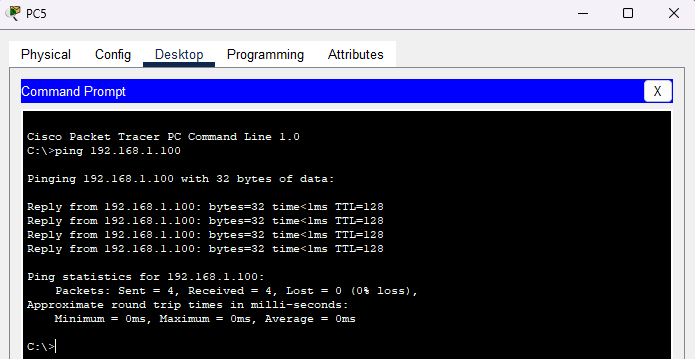 PC5
Physical Config Desktop Programming Attributes
Command Prompt X
Cisco Packet Tracer PC Command Line 1.0
C:\>ping 192.168.1.100
Pinging 192.168.1.100 with 32 bytes of data:
Reply from 192.168.1.100: bytes=32 time<1ms TTL=128
Reply from 192.168.1.100: bytes=32 time<1ms TTL=128
Reply from 192.168.1.100: bytes=32 time<1ms TTL=128
Reply from 192.168.1.100: bytes=32 time<1ms TTL=128
Ping statistics for 192.168.1.100:
Packets: Sent = 4, Received = 4, Lost = 0 (0% loss),
Approximate round trip times in milli-seconds:
Minimum = 0ms, Maximum = 0ms, Average = 0ms
C:\>